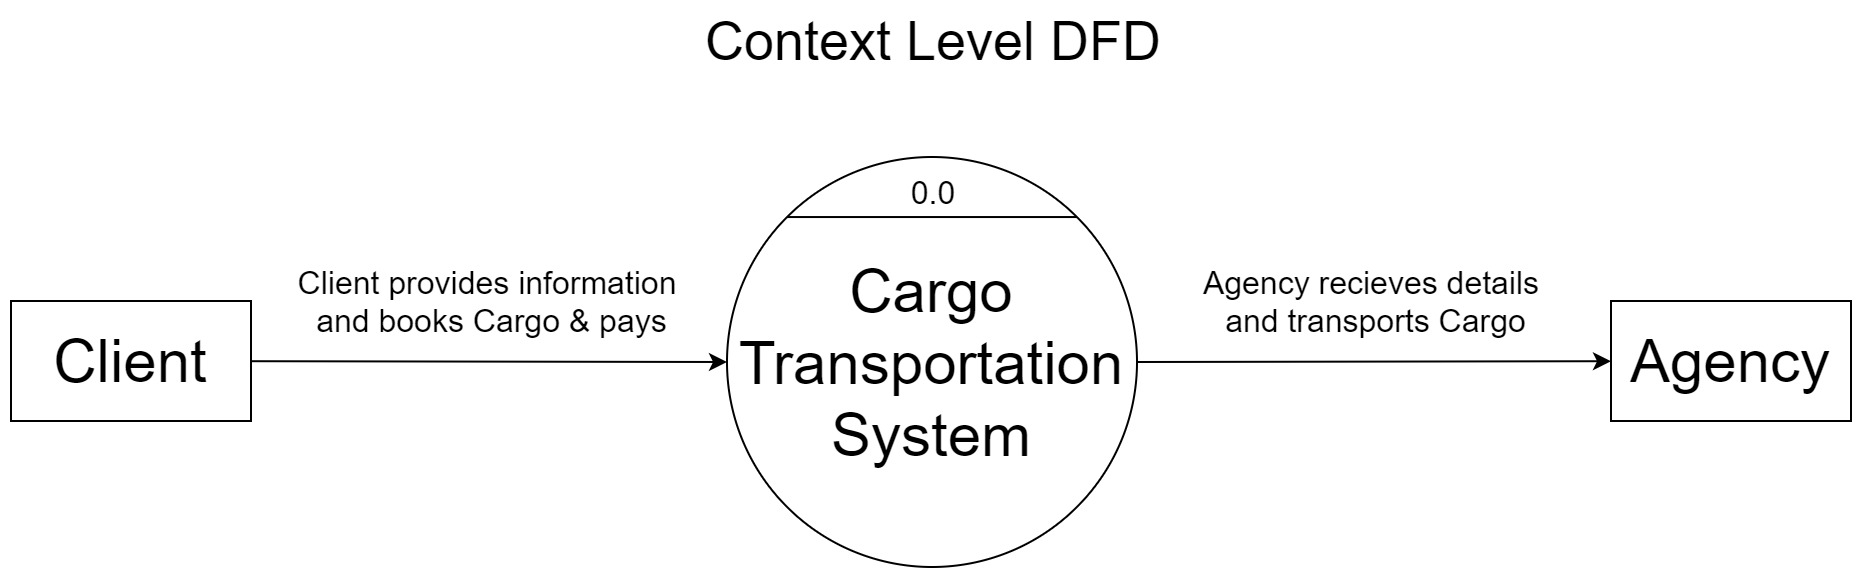 Context Level DFD
0.0
Client provides information
and books Cargo & pays
Client
Cargo
Transportation
System
Agency recieves details
and transports Cargo
Agency